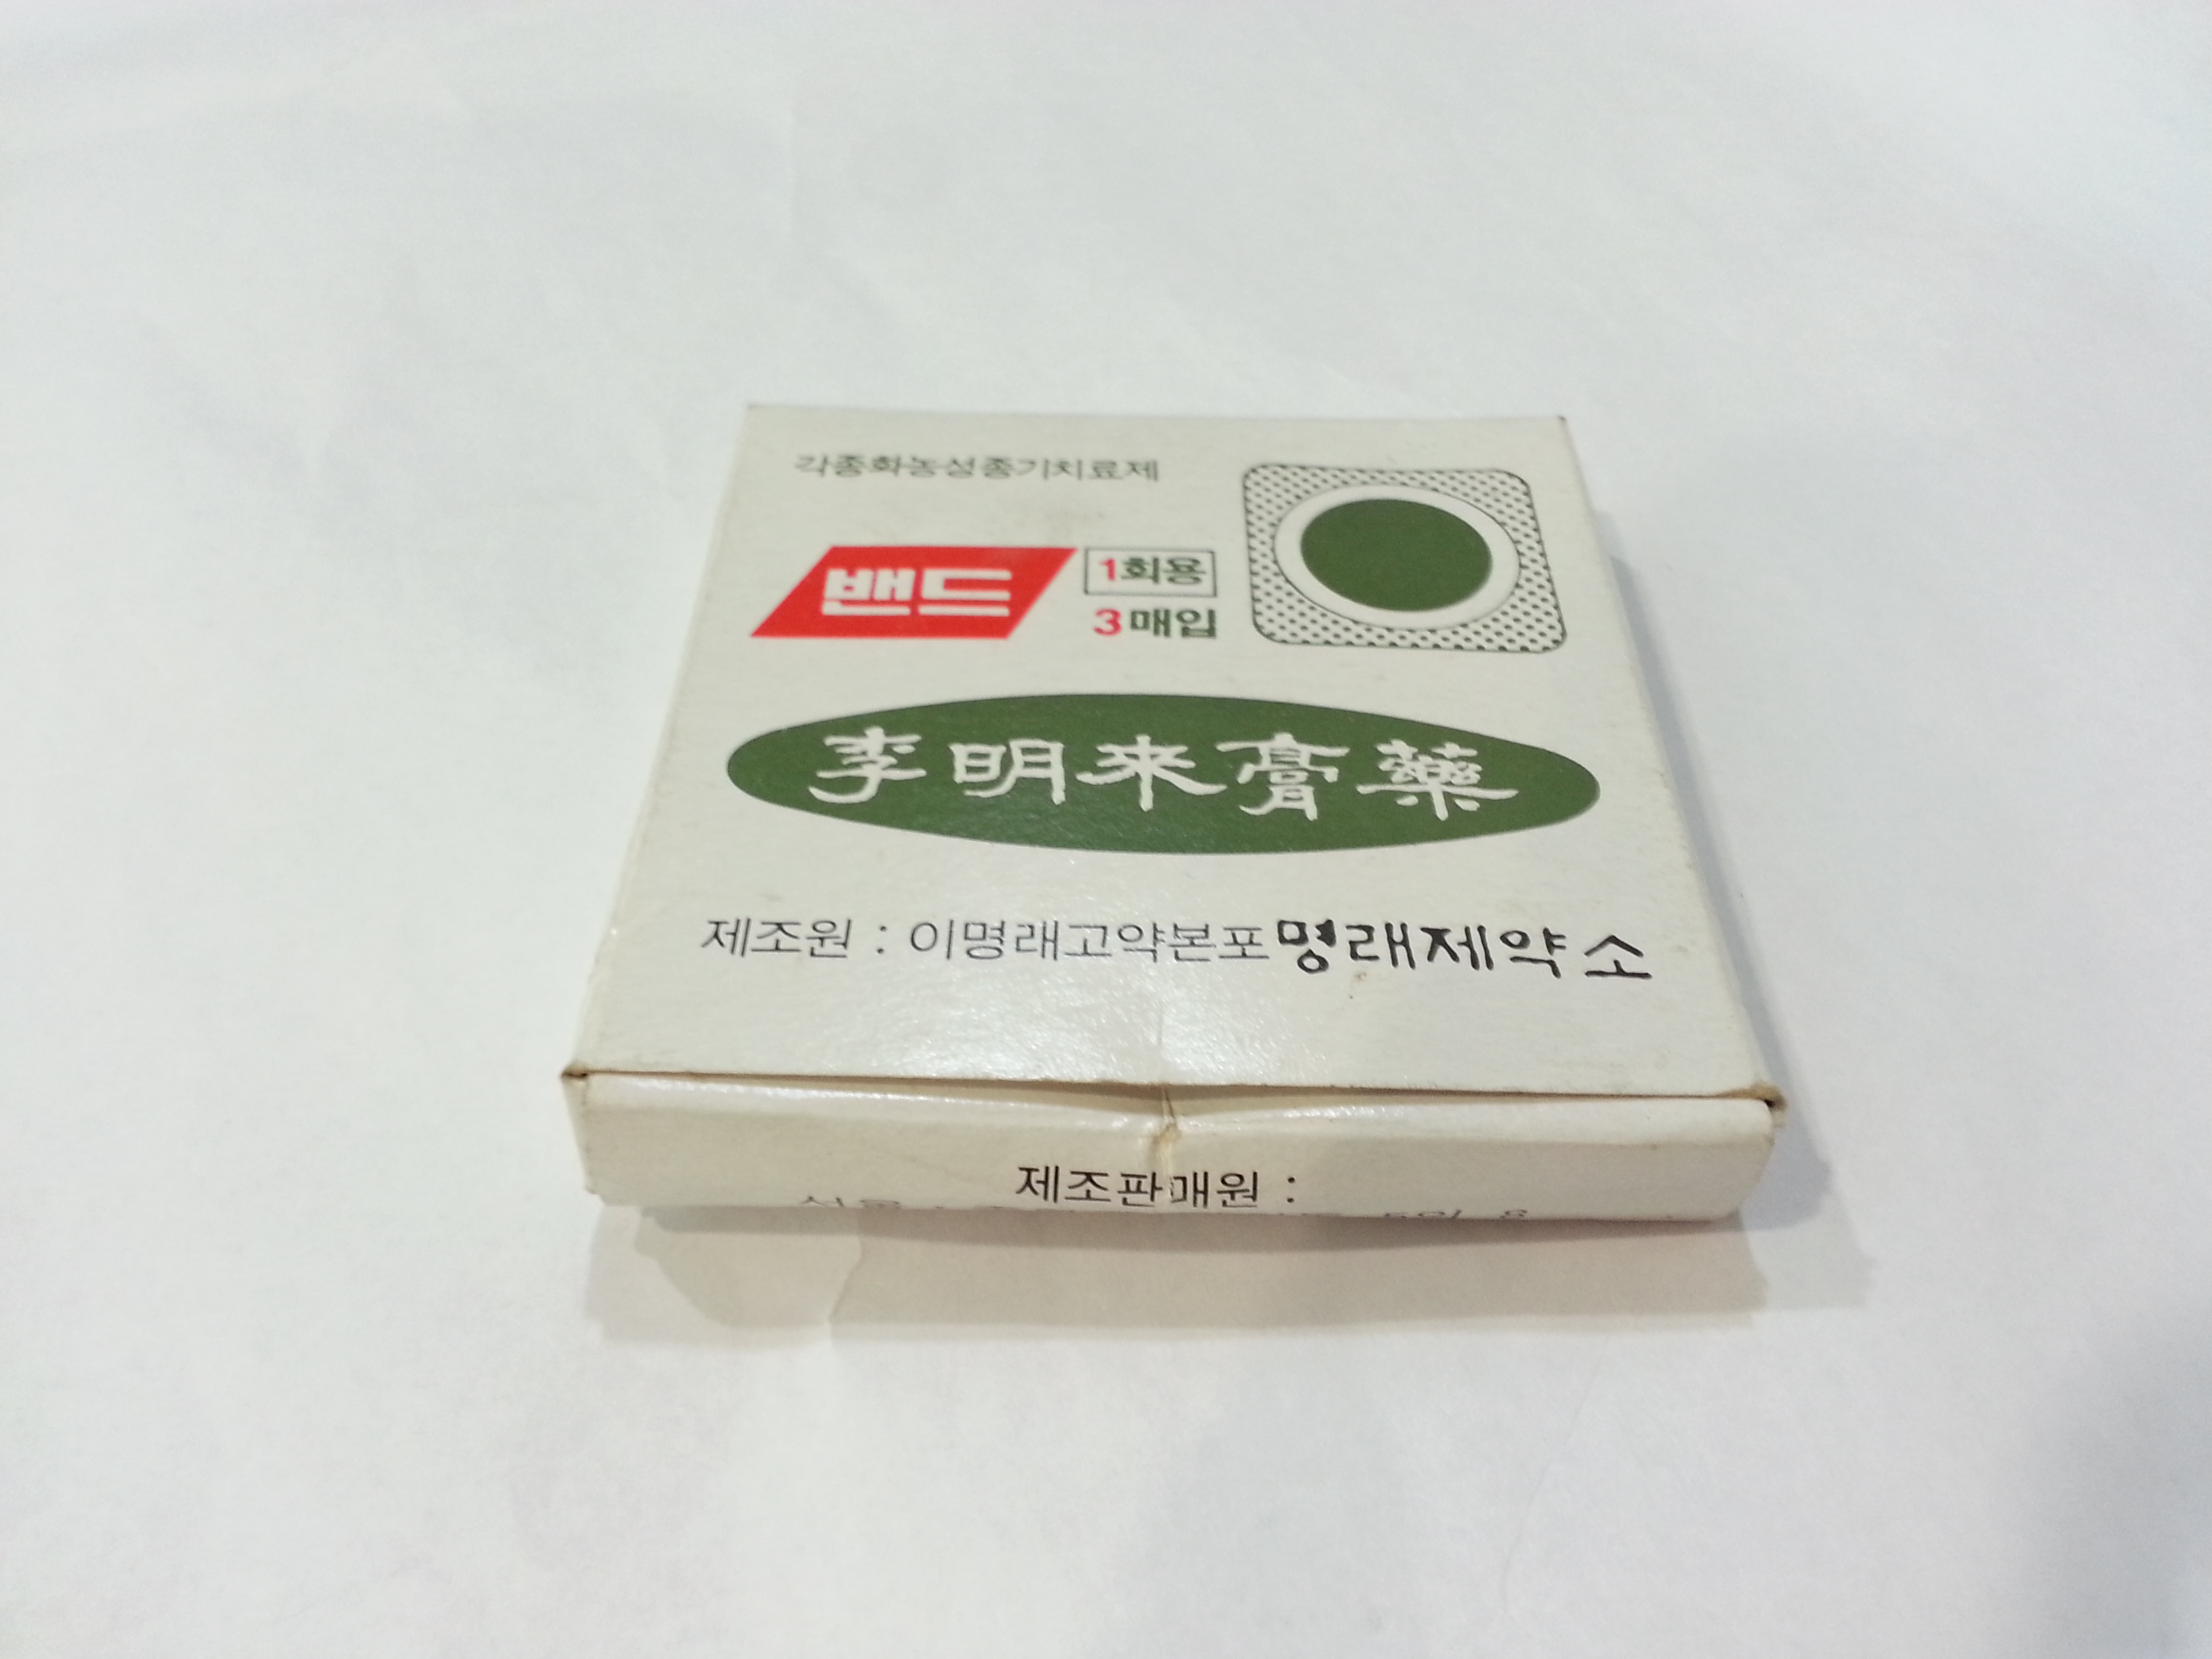 각종화농성종기치료제
밴드
1회용
3매입
李明来膏藥
제조원 : 이명래고약본포명래제약소
제조판매원 :